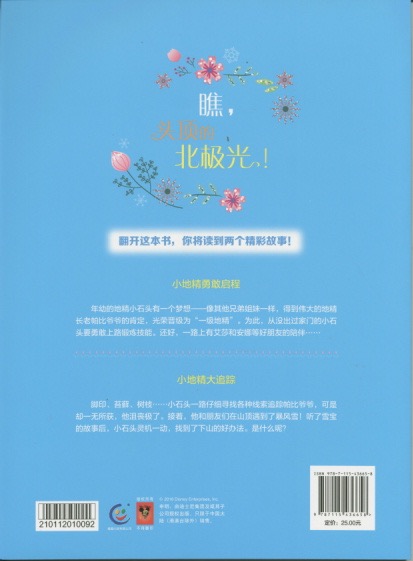 瞧，
头顶的
北极光！
翻开这本书，你将读到两个精彩故事！
小地精勇敢启程
年幼的地精小石头有一个梦想——像其他兄弟姐妹一样，得到伟大的地精
长老帕比爷爷的肯定，光荣晋级为“一级地精”。为此，从没出过家门的小石
头要勇敢上路锻炼技能。还好，一路上有艾莎和安娜等好朋友的陪伴……
小地精大追踪
脚印、苔藓、树枝……小石头一路仔细寻找各种线索追踪帕比爷爷，可是
却一无所获，他沮丧极了。接着，他和朋友们在山顶遇到了暴风雪！听了雪宝
的故事后，小石头灵机一动，找到了下山的好办法。是什么呢？
210112010092
ISBN 978-7-115-43665-8
9 787115 436658
定价：25.00元